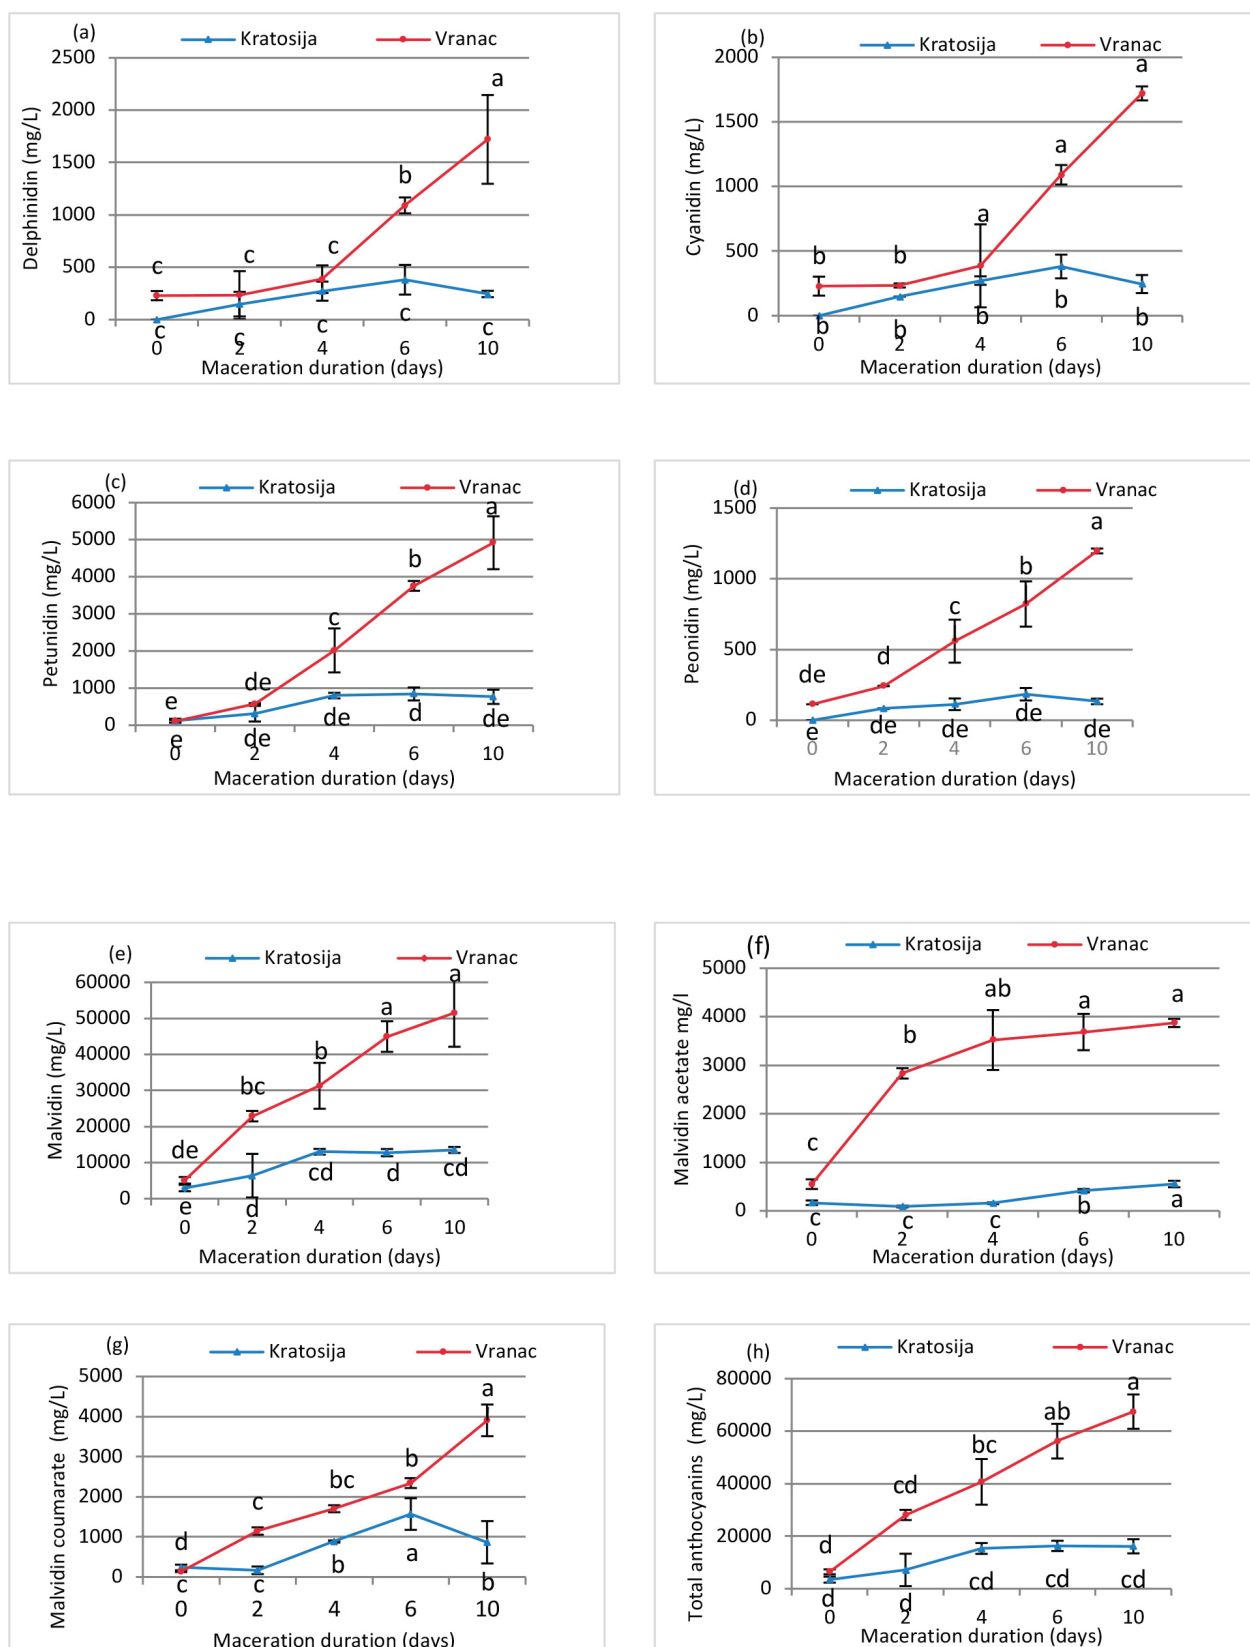 (a)
Kratosija Vranac
2500
2000
1500
1000
500
0
Delphinidin (mg/L)
a
b
c c c
c c c c c
0 2 4 6 10
Maceration duration (days)
(b)
Kratosija Vranac
2000
1500
1000
500
0
Cyanidin (mg/L)
a
a
a
b b
b b b b b
0 2 4 6 10
Maceration duration (days)
(c)
Kratosija Vranac
6000
5000
4000
3000
2000
1000
0
Petunidin (mg/L)
a
b
c
e de
e de de d de
0 2 4 6 10
Maceration duration (days)
(d)
Kratosija Vranac
1500
1000
500
0
Peonidin (mg/L)
a
b
c
de d
e de de de de
0 2 4 6 10
Maceration duration (days)
(e)
Kratosija Vranac
60000
50000
40000
30000
20000
10000
0
Malvidin (mg/L)
a
a
b
bc
de
e d cd d cd
0 2 4 6 10
Maceration duration (days)
(f)
Kratosija Vranac
5000
4000
3000
2000
1000
0
Malvidin acetate mg/l
ab a a
b
c
c c c b a
0 2 4 6 10
Maceration duration (days)
(g)
Kratosija Vranac
5000
4000
3000
2000
1000
0
Malvidin coumarate (mg/L)
a
b
bc
c
d
c c b a b
0 2 4 6 10
Maceration duration (days)
(h)
Kratosija Vranac
80000
60000
40000
20000
0
Total anthocyanins (mg/L)
a
ab
bc
cd
d
d d cd cd cd
0 2 4 6 10
Maceration duration (days)